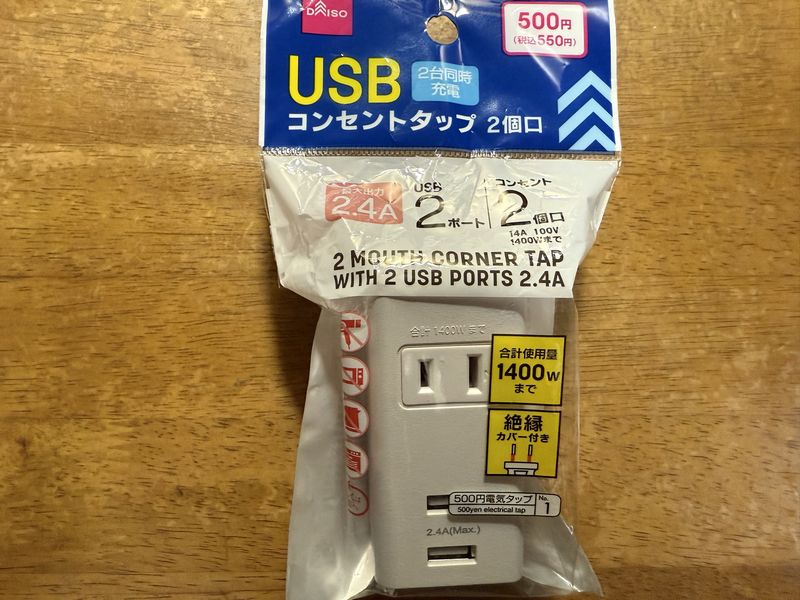 DAISO
500円
(税込550円)
USB
2台同時
充電
コンセントタップ 2個口
最大出力
2.4A
USB
2ポート
コンセント
2個口
14A 100V
1400Wまで
2 MOUTH CORNER TAP
WITH 2 USB PORTS 2.4A
合計1400Wまで
合計使用量
1400W
まで
絶縁
カバー付き
500円電気タップ
500yen electrical tap
No.
1
2.4A(Max.)